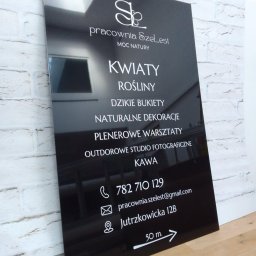 pracownia SzeLest
MOC NATURY
KWIATY
ROŚLINY
DZIKIE BUKIETY
NATURALNE DEKORACJE
PLENEROWE WARSZTATY
OUTDOROWE STUDIO FOTOGRAFICZNE
KAWA
782 710 129
pracownia.szelest@gmail.com
Jutrzkowicka 128
50 m